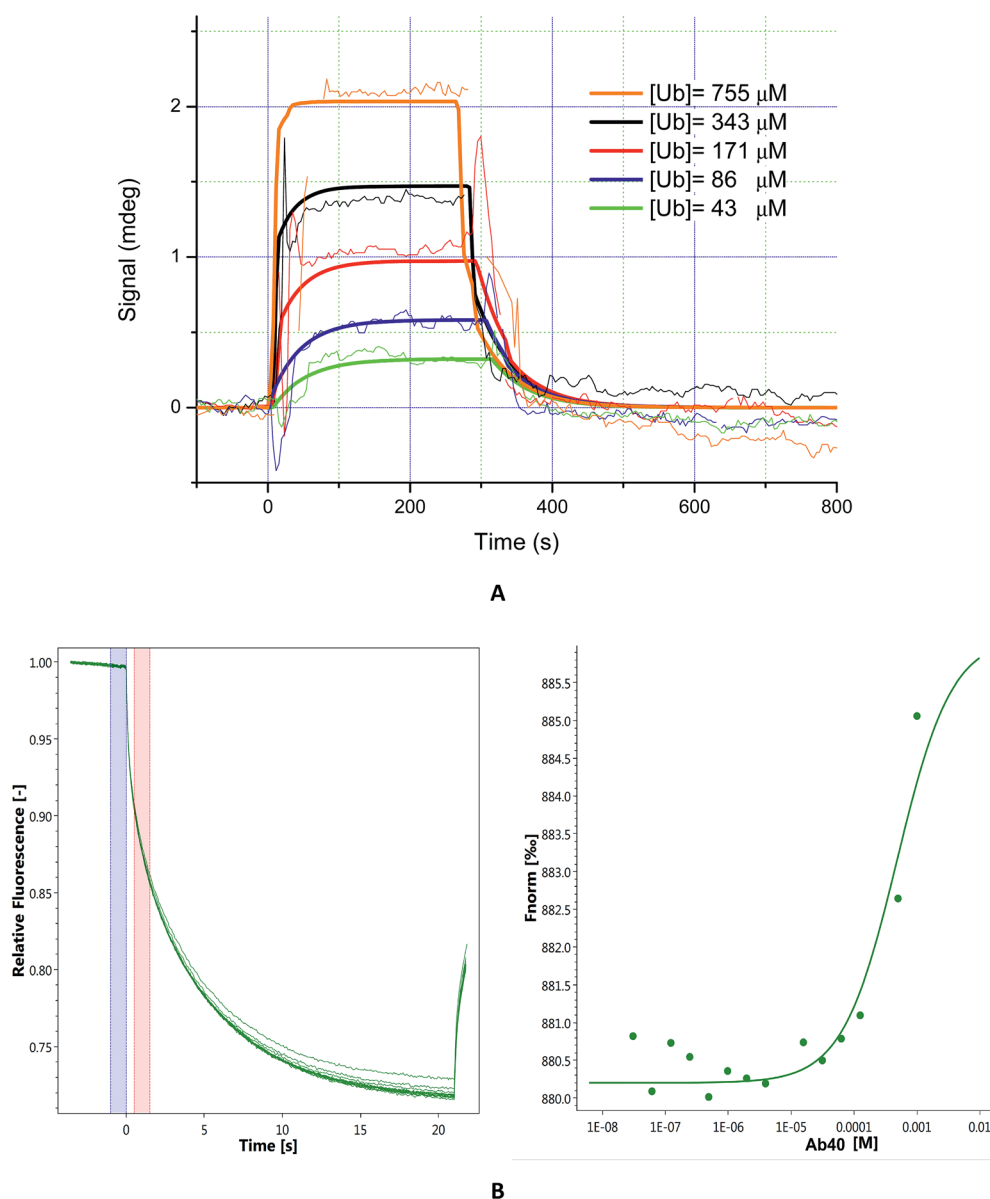 [Ub]= 755 μM
[Ub]= 343 μM
[Ub]= 171 μM
[Ub]= 86 μM
[Ub]= 43 μM
Signal (mdeg)
2
1
0
0 200 400 600 800
Time (s)
A
Relative Fluorescence [-]
1.00
0.95
0.90
0.85
0.80
0.75
0 5 10 15 20
Time [s]
Fnorm [‰]
885.5
885.0
884.5
884.0
883.5
883.0
882.5
882.0
881.5
881.0
880.5
880.0
1E-08 1E-07 1E-06 1E-05 0.0001 0.001 0.01
Ab40 [M]
B